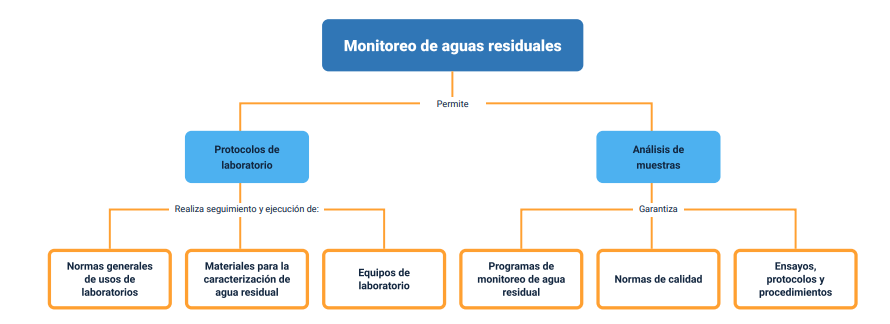 Monitoreo de aguas residuales
Permite
Protocolos de
laboratorio
Análisis de
muestras
Realiza seguimiento y ejecución de:
Garantiza
Normas generales
de usos de
laboratorios
Materiales para la
caracterización de
agua residual
Equipos de
laboratorio
Programas de
monitoreo de agua
residual
Normas de calidad
Ensayos,
protocolos y
procedimientos